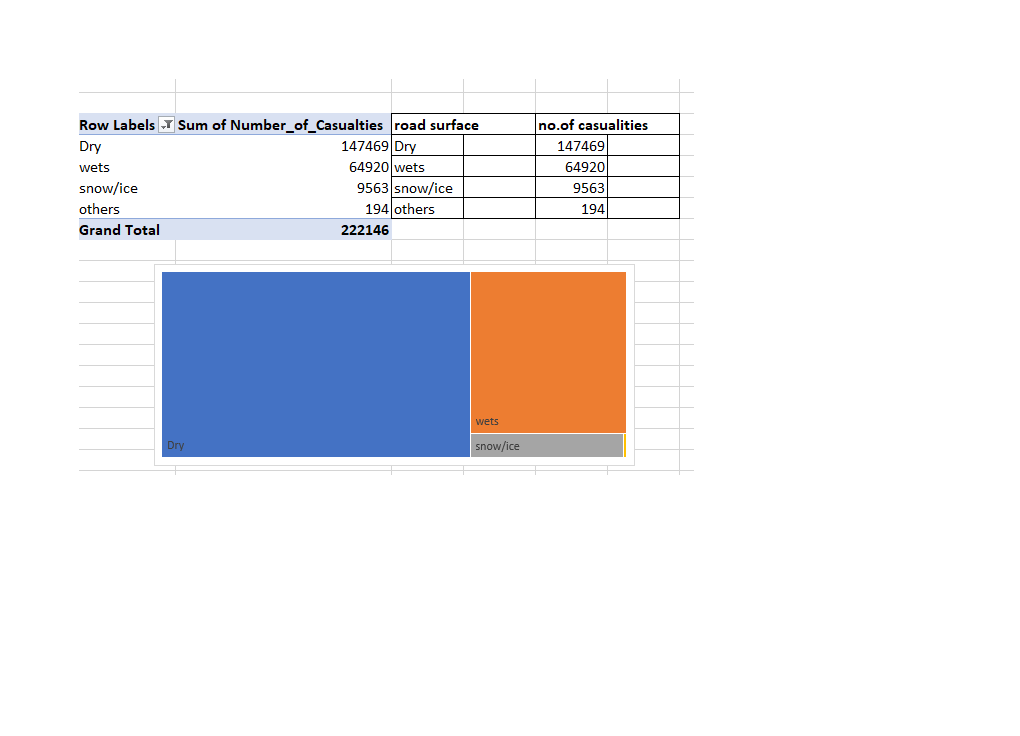 Row Labels Sum of Number_of_Casualties road surface no.of casualities
Dry 147469 Dry 147469
wets 64920 wets 64920
snow/ice 9563 snow/ice 9563
others 194 others 194
Grand Total 222146
wets
Dry
snow/ice